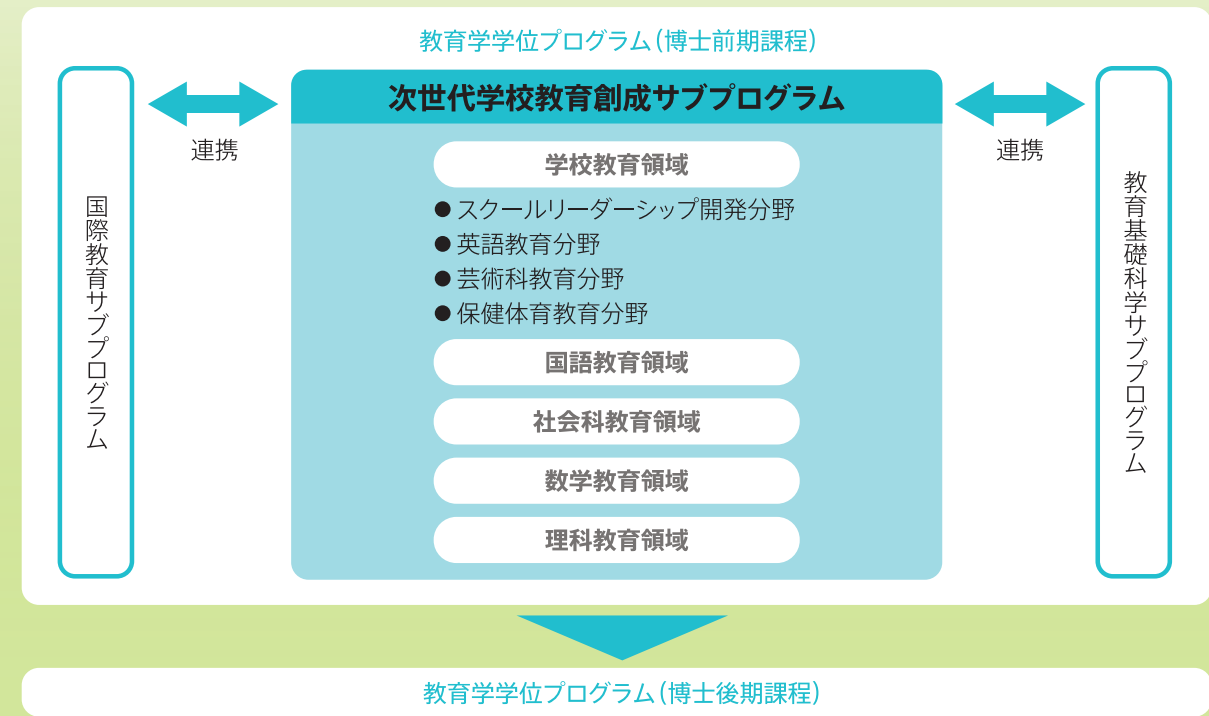 教育学学位プログラム(博士前期課程)
国際教育サブプログラム
連携
次世代学校教育創成サブプログラム
学校教育領域
● スクールリーダーシップ開発分野
● 英語教育分野
● 芸術科教育分野
● 保健体育教育分野
国語教育領域
社会科教育領域
数学教育領域
理科教育領域
連携
教育基礎科学サブプログラム
教育学学位プログラム(博士後期課程)